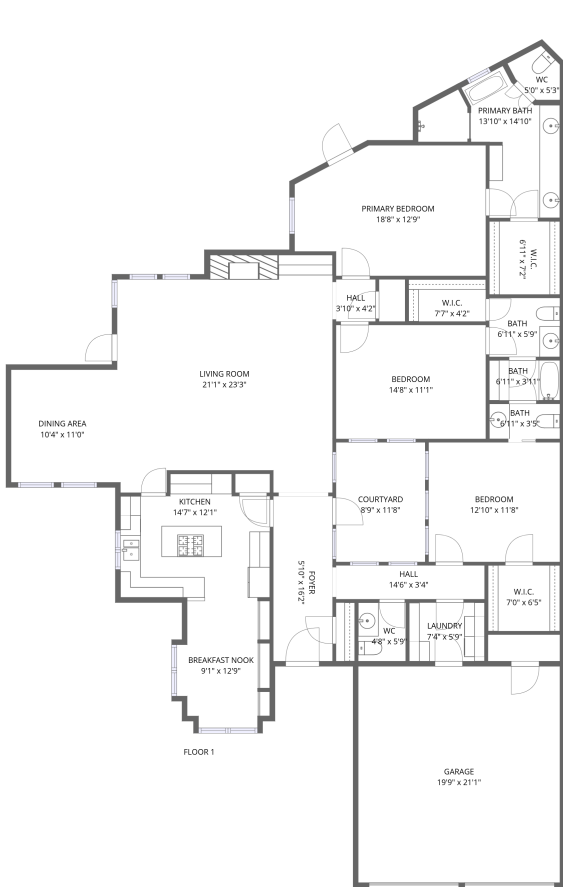 WC
5'0" x 5'3"
PRIMARY BATH
13'10" x 14'10"
PRIMARY BEDROOM
18'8" x 12'9"
W.I.C.
6'11" x 7'2"
HALL
3'10" x 4'2"
W.I.C.
7'7" x 4'2"
BATH
6'11" x 5'9"
LIVING ROOM
21'1" x 23'3"
BEDROOM
14'8" x 11'1"
BATH
6'11" x 3'11"
BATH
6'11" x 3'5"
DINING AREA
10'4" x 11'0"
KITCHEN
14'7" x 12'1"
COURTYARD
8'9" x 11'8"
BEDROOM
12'10" x 11'8"
FOYER
5'10" x 16'2"
HALL
14'6" x 3'4"
W.I.C.
7'0" x 6'5"
WC
4'8" x 5'9"
LAUNDRY
7'4" x 5'9"
BREAKFAST NOOK
9'1" x 12'9"
FLOOR 1
GARAGE
19'9" x 21'1"